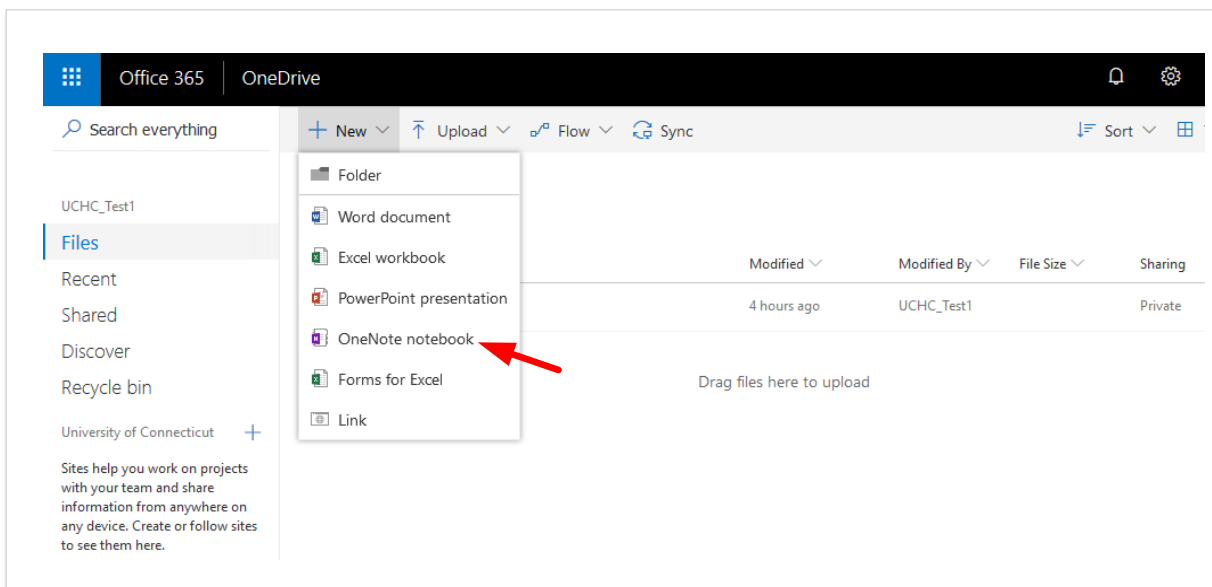 Office 365 OneDrive
Search everything
New Upload Flow Sync Sort
Folder
Word document
Excel workbook
PowerPoint presentation
OneNote notebook
Forms for Excel
Link
UCHC_Test1
Files
Recent
Shared
Discover
Recycle bin
University of Connecticut
Sites help you work on projects
with your team and share
information from anywhere on
any device. Create or follow sites
to see them here.
Modified Modified By File Size Sharing
4 hours ago UCHC_Test1 Private
Drag files here to upload